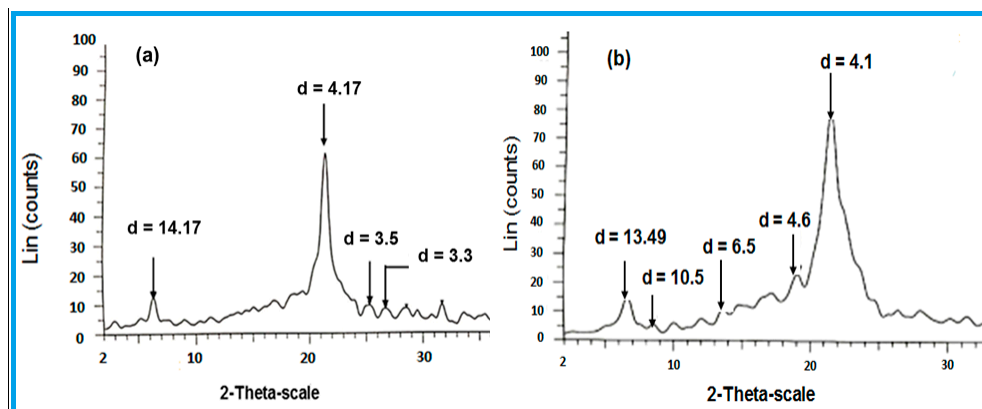 (a)
Lin (counts)
100
90
80
70
60
50
40
30
20
10
0
d = 14.17
d = 4.17
d = 3.5
d = 3.3
2
10
20
30
2-Theta-scale
(b)
Lin (counts)
100
90
80
70
60
50
40
30
20
10
0
d = 13.49
d = 10.5
d = 6.5
d = 4.6
d = 4.1
2
10
20
30
2-Theta-scale